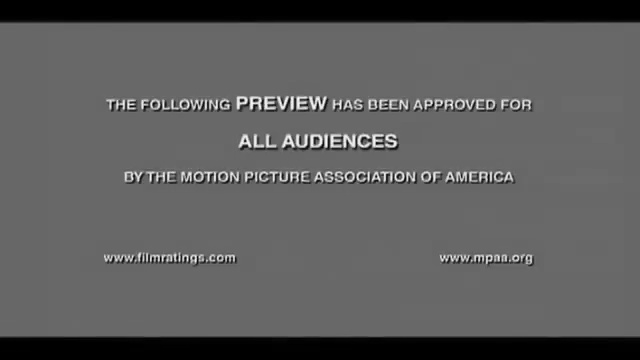 THE FOLLOWING PREVIEW HAS BEEN APPROVED FOR
ALL AUDIENCES
BY THE MOTION PICTURE ASSOCIATION OF AMERICA
www.filmratings.com www.mpaa.org